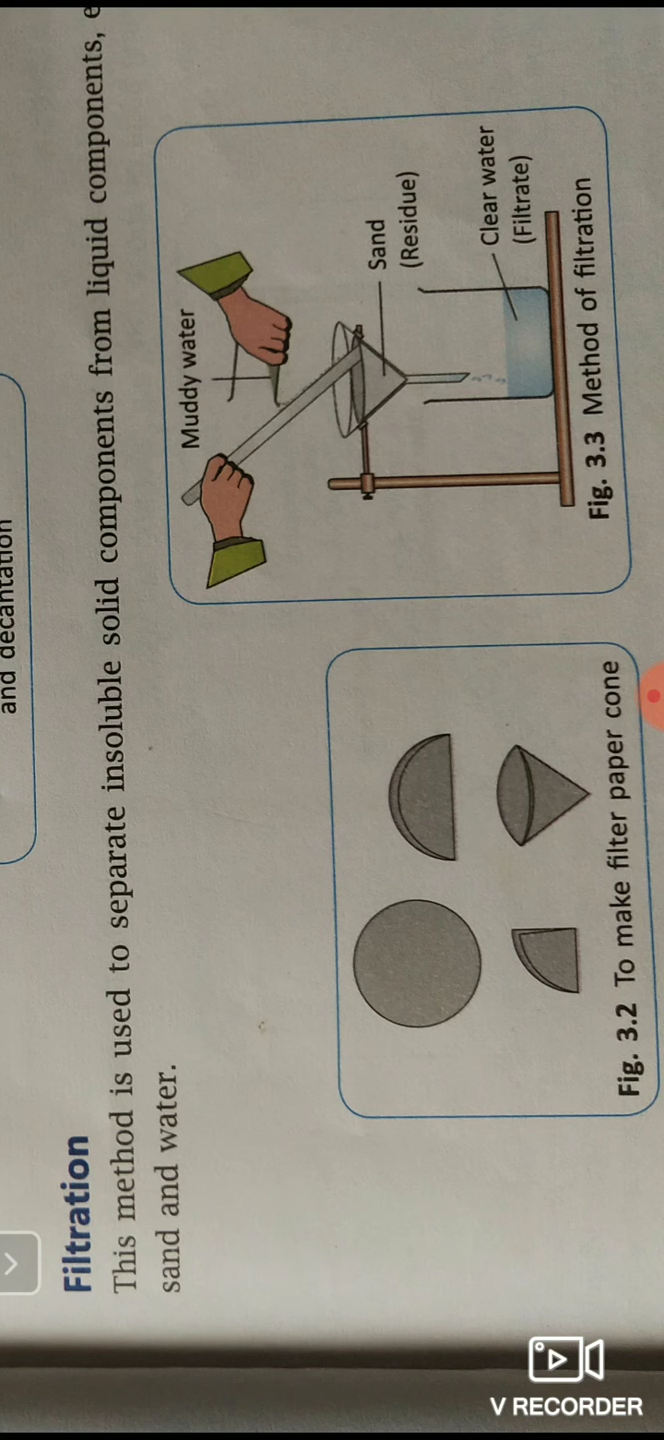 and decantation
Filtration
This method is used to separate insoluble solid components from liquid components,
sand and water.
Fig. 3.2 To make filter paper cone
Muddy water
Sand
(Residue)
Clear water
(Filtrate)
Fig. 3.3 Method of filtration
V RECORDER